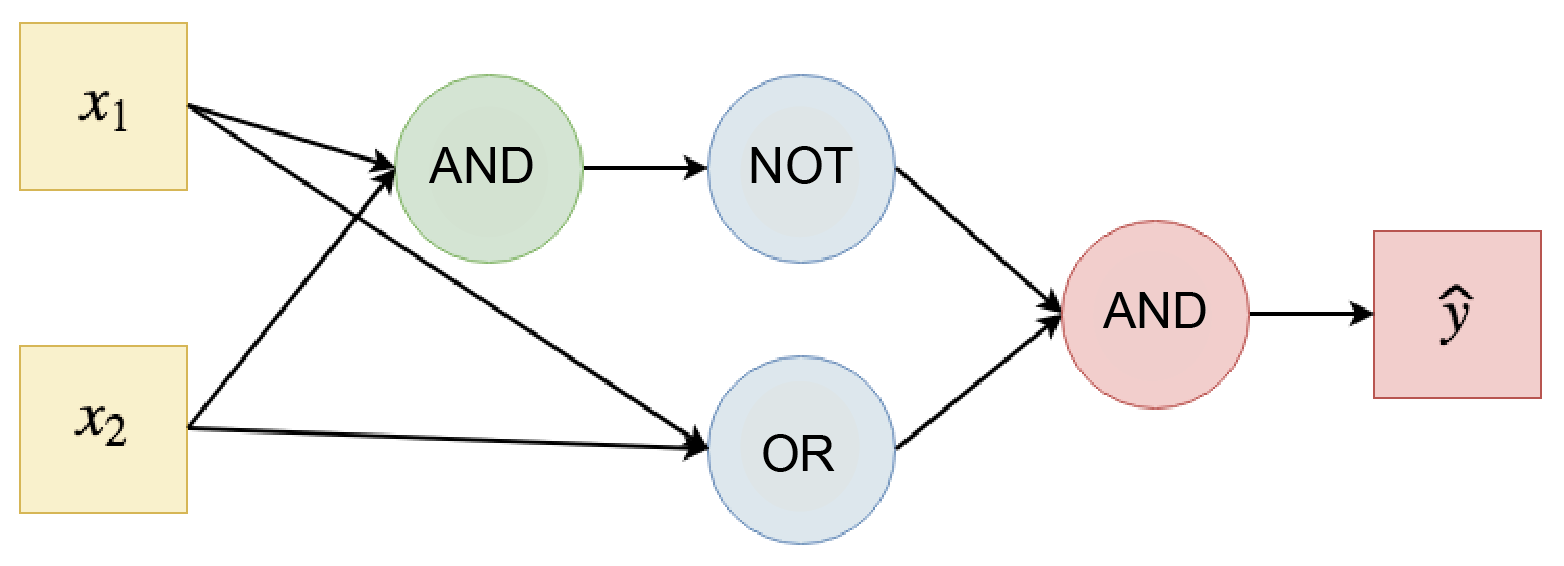 x₁
AND
NOT
AND
ŷ
x₂
OR